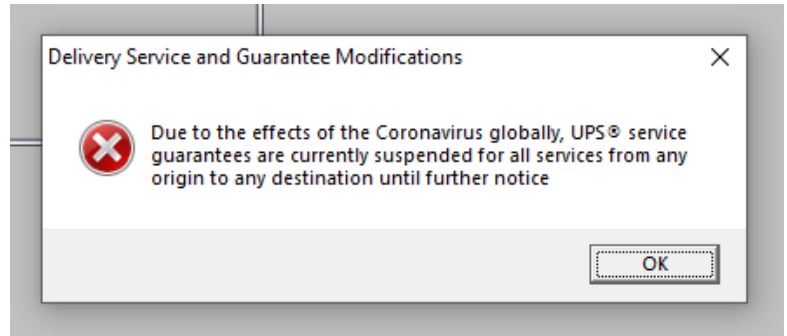 Delivery Service and Guarantee Modifications
Due to the effects of the Coronavirus globally, UPS® service
guarantees are currently suspended for all services from any
origin to any destination until further notice
OK